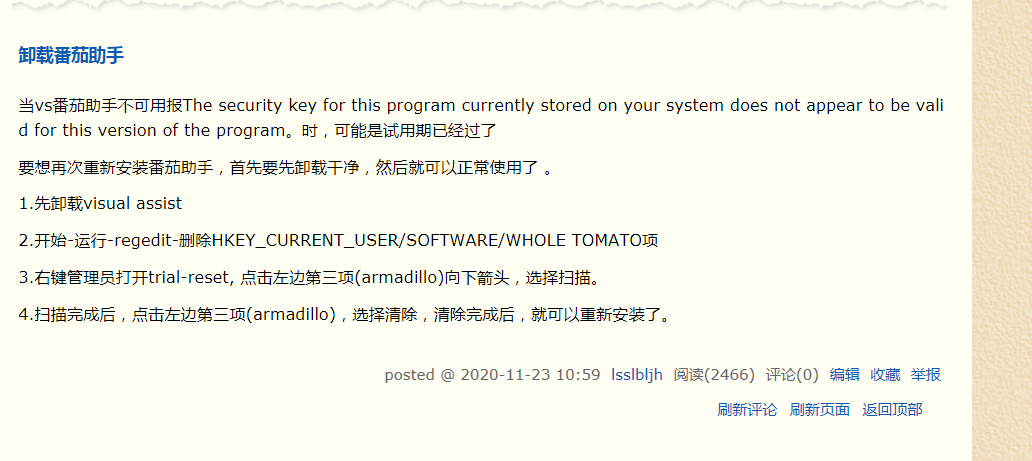 卸载番茄助手
当vs番茄助手不可用报The security key for this program currently stored on your system does not appear to be vali
d for this version of the program。时，可能是试用期已经过了
要想再次重新安装番茄助手，首先要先卸载干净，然后就可以正常使用了 。
1.先卸载visual assist
2.开始-运行-regedit-删除HKEY_CURRENT_USER/SOFTWARE/WHOLE TOMATO项
3.右键管理员打开trial-reset, 点击左边第三项(armadillo)向下箭头，选择扫描。
4.扫描完成后，点击左边第三项(armadillo)，选择清除，清除完成后，就可以重新安装了。
posted @ 2020-11-23 10:59 lsslbljh 阅读(2466) 评论(0) 编辑 收藏 举报
刷新评论 刷新页面 返回顶部